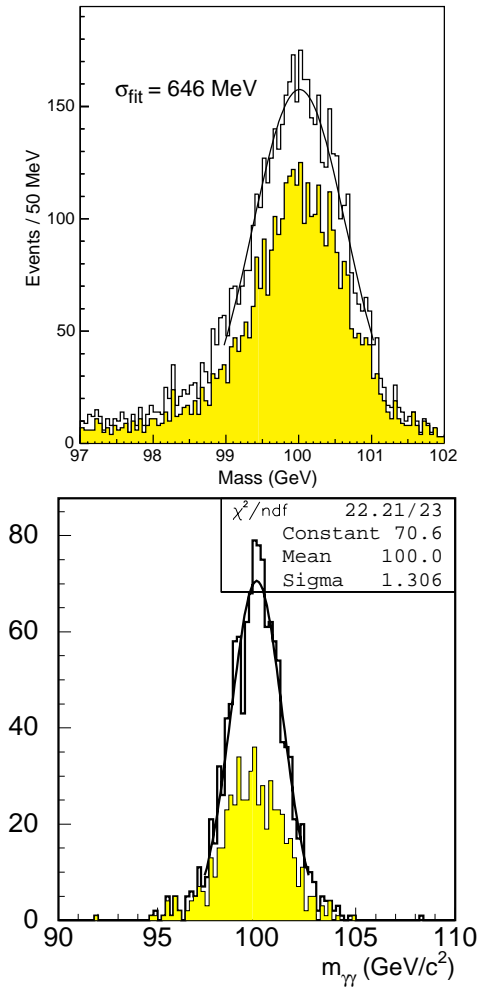 σfit = 646 MeV
Events / 50 MeV
150
100
50
0
97 98 99 100 101 102
Mass (GeV)
χ²/ndf 22.21/23
Constant 70.6
Mean 100.0
Sigma 1.306
80
60
40
20
0
90 95 100 105 110
mγγ (GeV/c²)